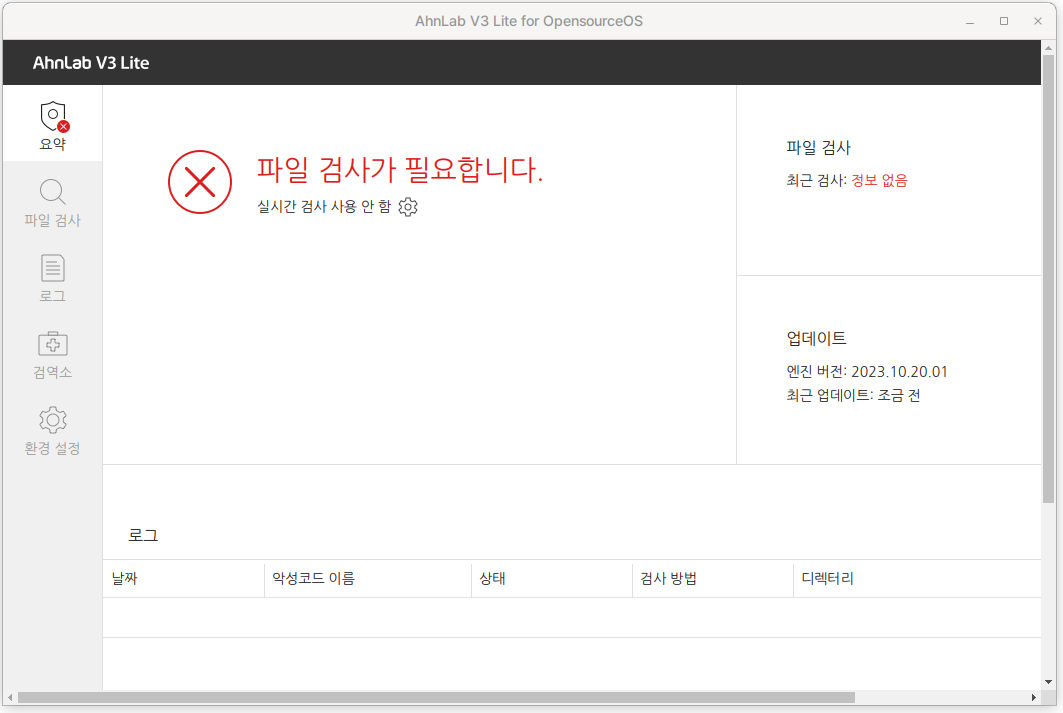 AhnLab V3 Lite for OpensourceOS
AhnLab V3 Lite
요약
파일 검사
로그
검역소
환경 설정
파일 검사가 필요합니다.
실시간 검사 사용 안 함
파일 검사
최근 검사: 정보 없음
업데이트
엔진 버전: 2023.10.20.01
최근 업데이트: 조금 전
로그
날짜 악성코드 이름 상태 검사 방법 디렉터리